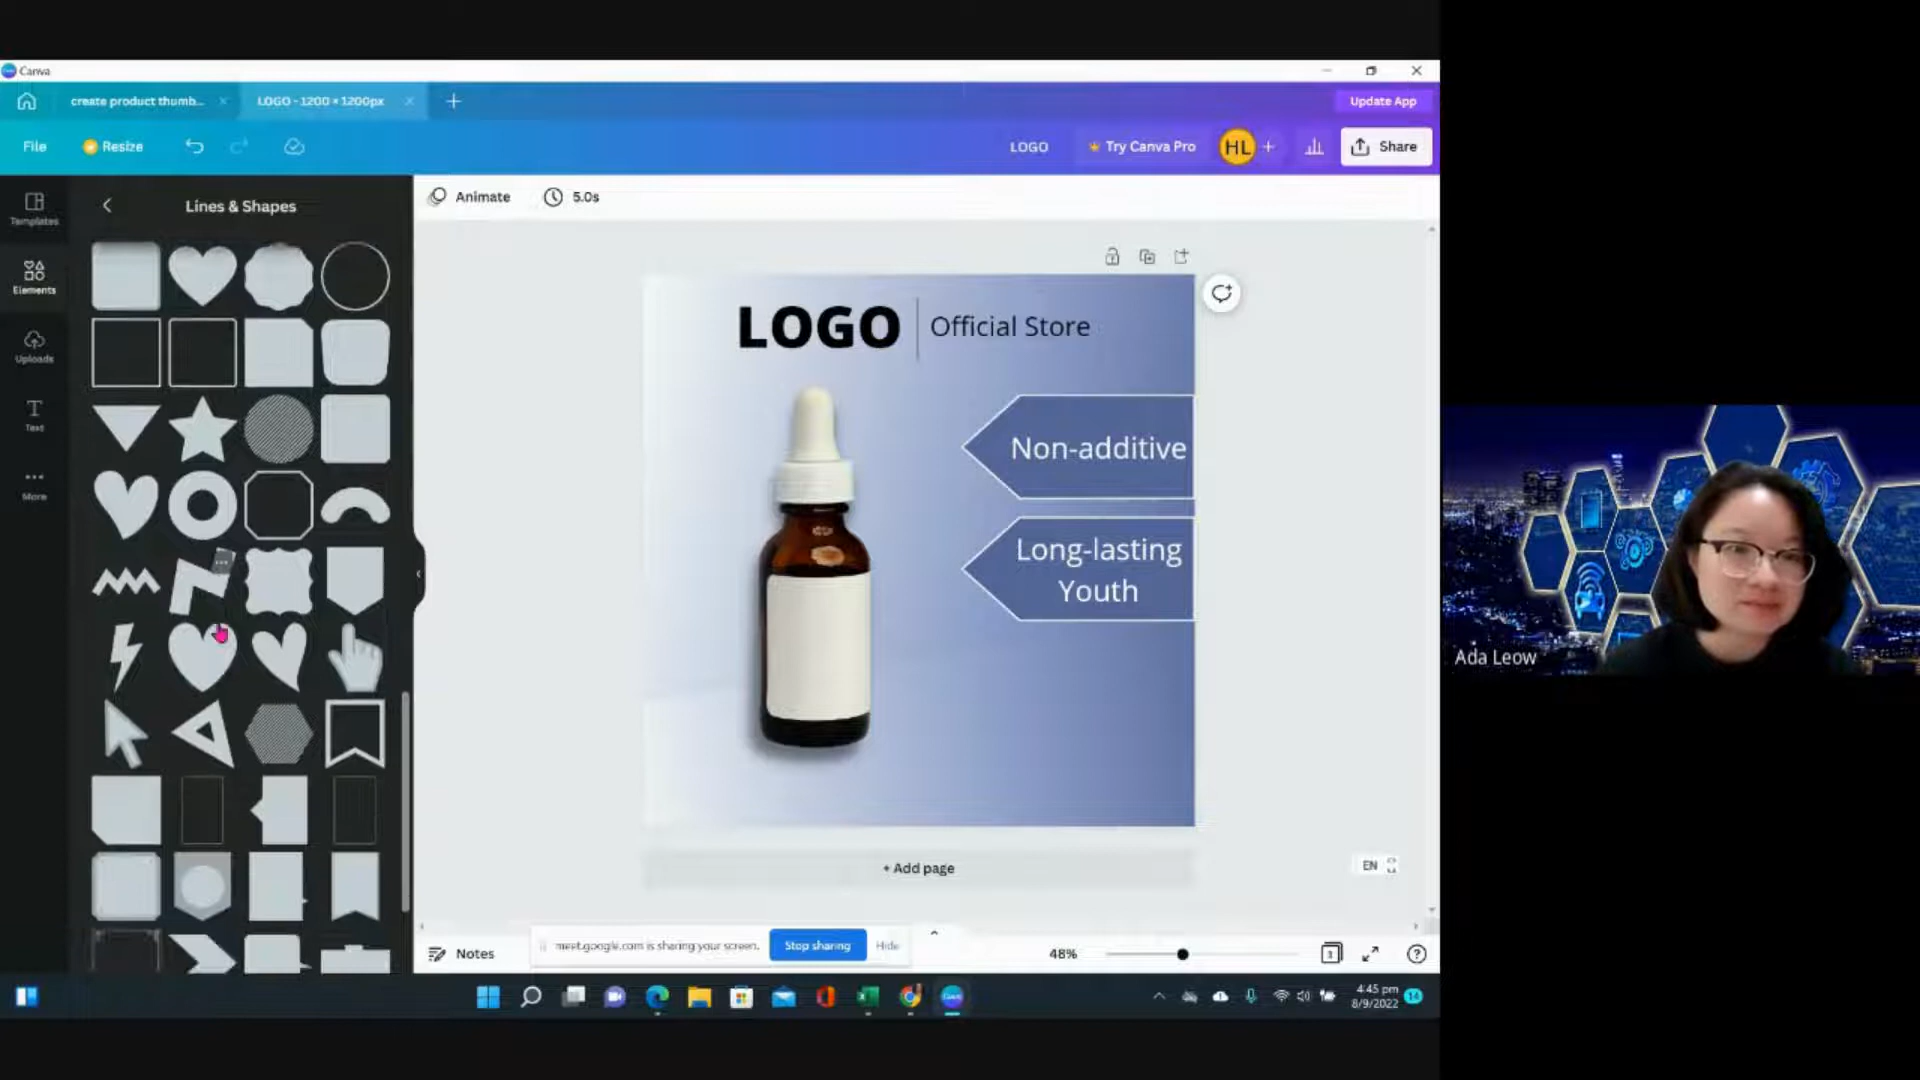 Canva
create product thumb...
LOGO - 1200 × 1200px
Update App
File
Resize
LOGO
Try Canva Pro
HL
Share
Templates
Elements
Uploads
Text
More
Lines & Shapes
Animate
5.0s
LOGO
Official Store
Non-additive
Long-lasting
Youth
+ Add page
EN
Notes
meet.google.com is sharing your screen.
Stop sharing
Hide
48%
1
4:45 pm
8/9/2022
14
Ada Leow